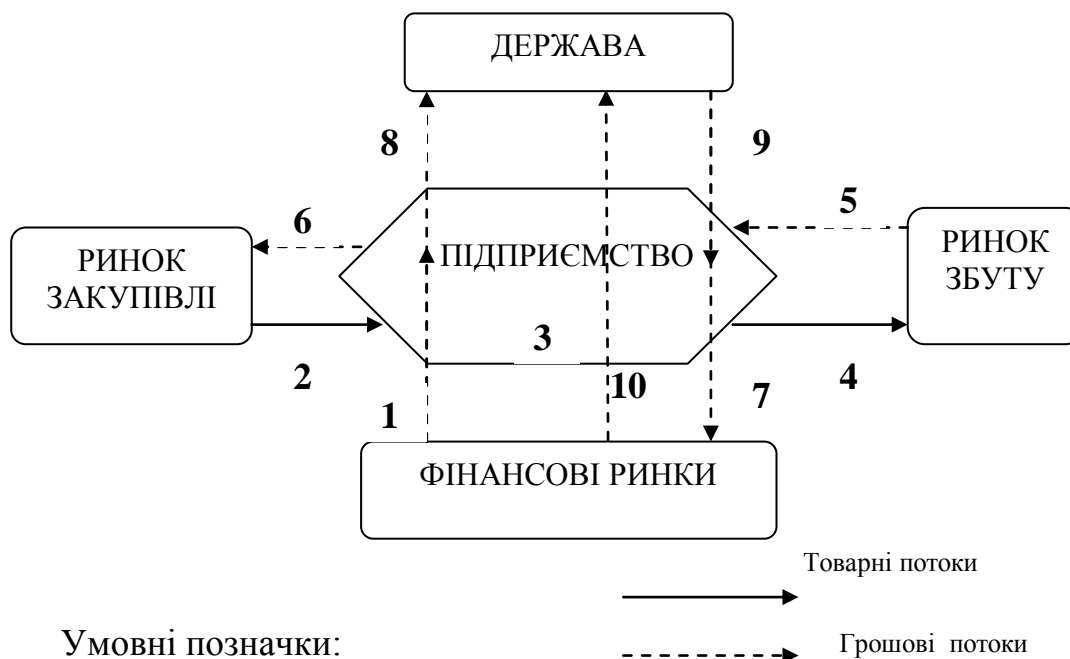 ДЕРЖАВА
8
9
6
5
РИНОК
ЗАКУПІВЛІ
ПІДПРИЄМСТВО
РИНОК
ЗБУТУ
3
2
4
1
10
7
ФІНАНСОВІ РИНКИ
Товарні потоки
Умовні позначки:
Грошові потоки